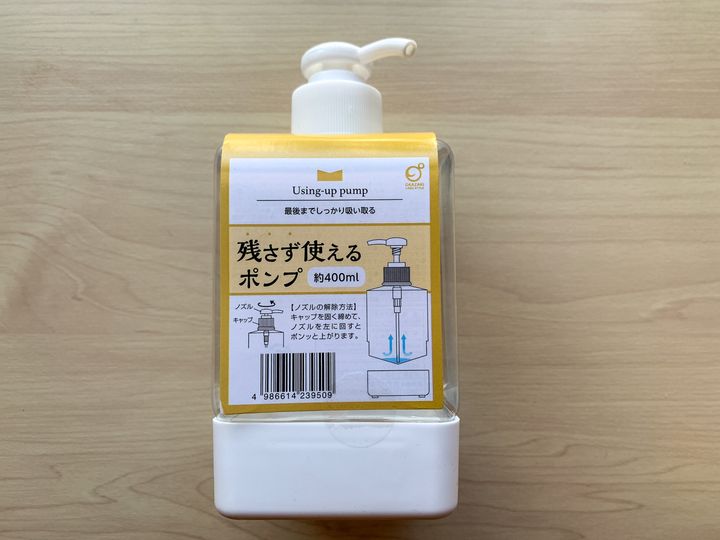 Using-up pump
OKAZAKI
最後までしっかり吸い取る
残さず使える
ポンプ 約400ml
ノズル
キャップ
【ノズルの解除方法】
キャップを固く締めて、
ノズルを左に回すと
ポンッと上がります。
4 986614 239509